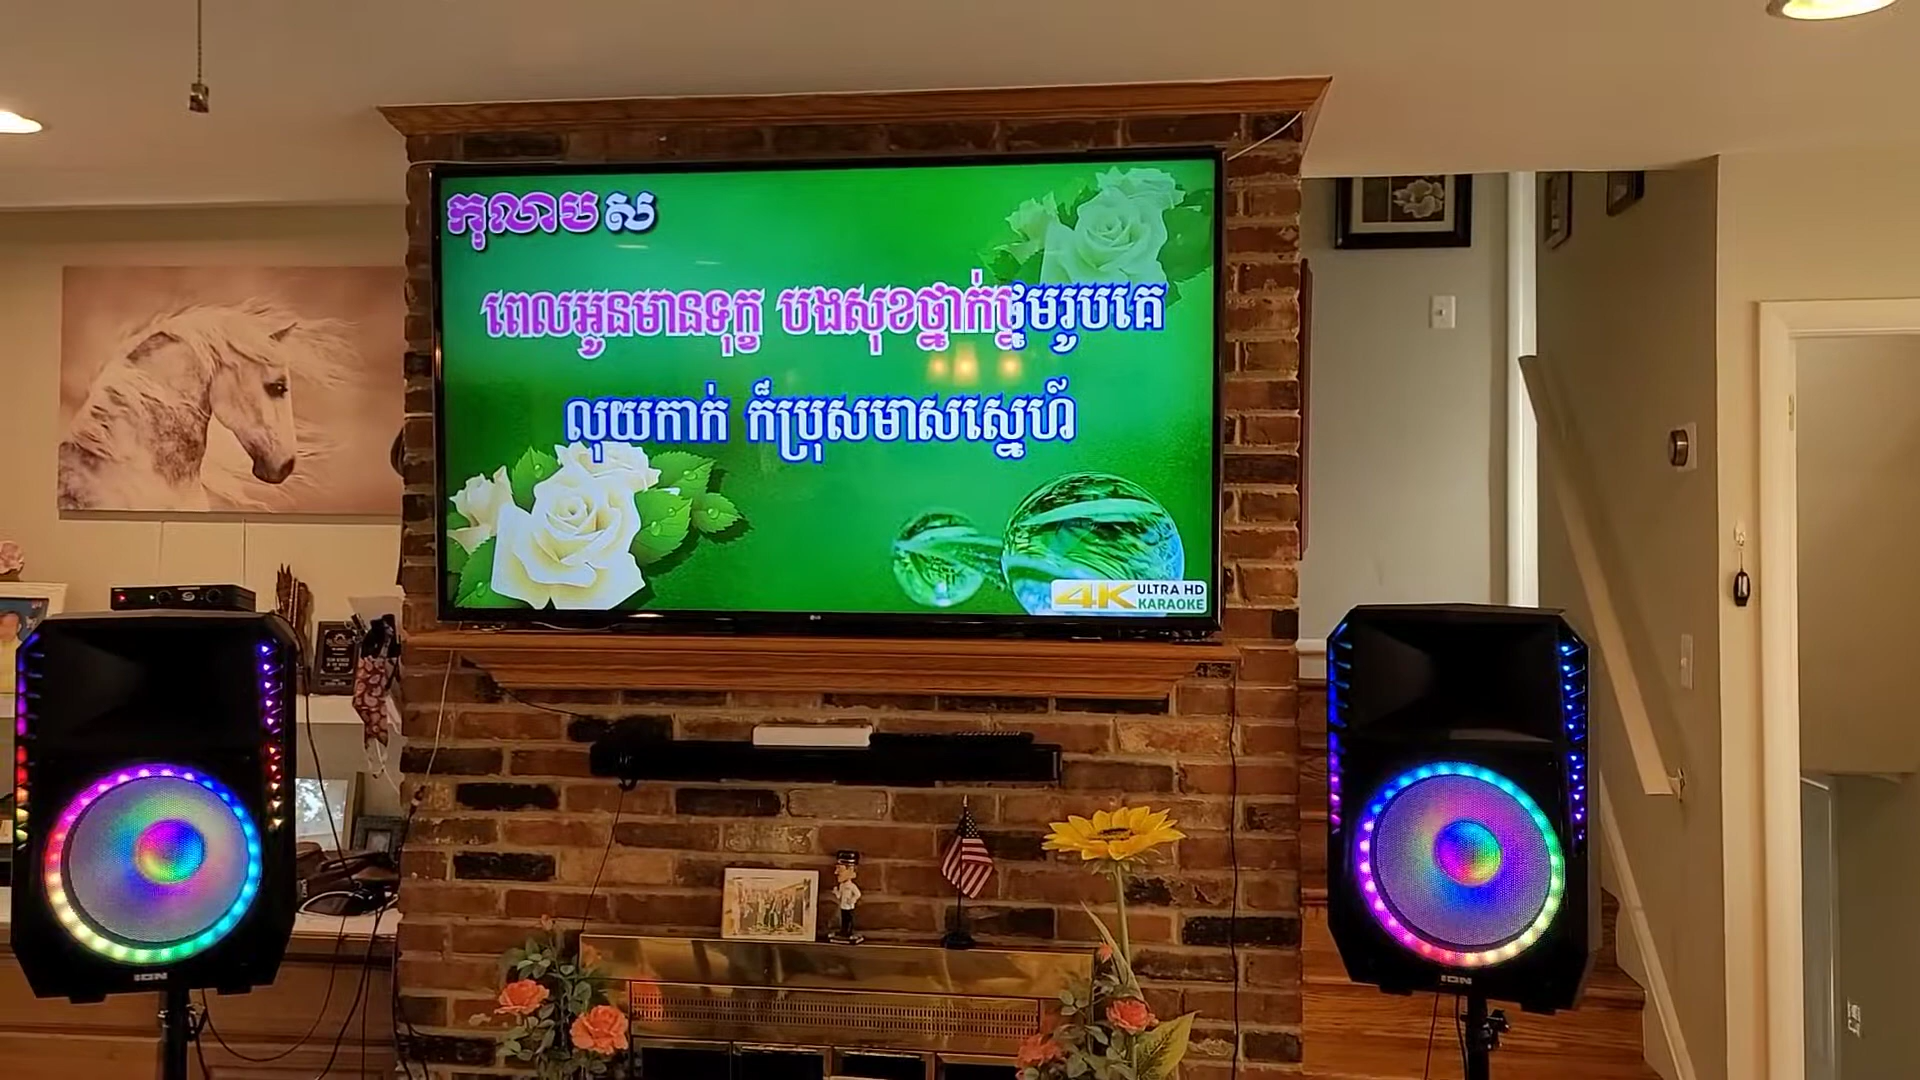 កុលាបស
ពេលអូនមានទុក្ខ បងសុខថ្នាក់ថ្នមរូបគេ
លុយកាក់ ក៏ប្រុសមាសស្នេហ៍
4K ULTRA HD
KARAOKE
LG
ION
ION